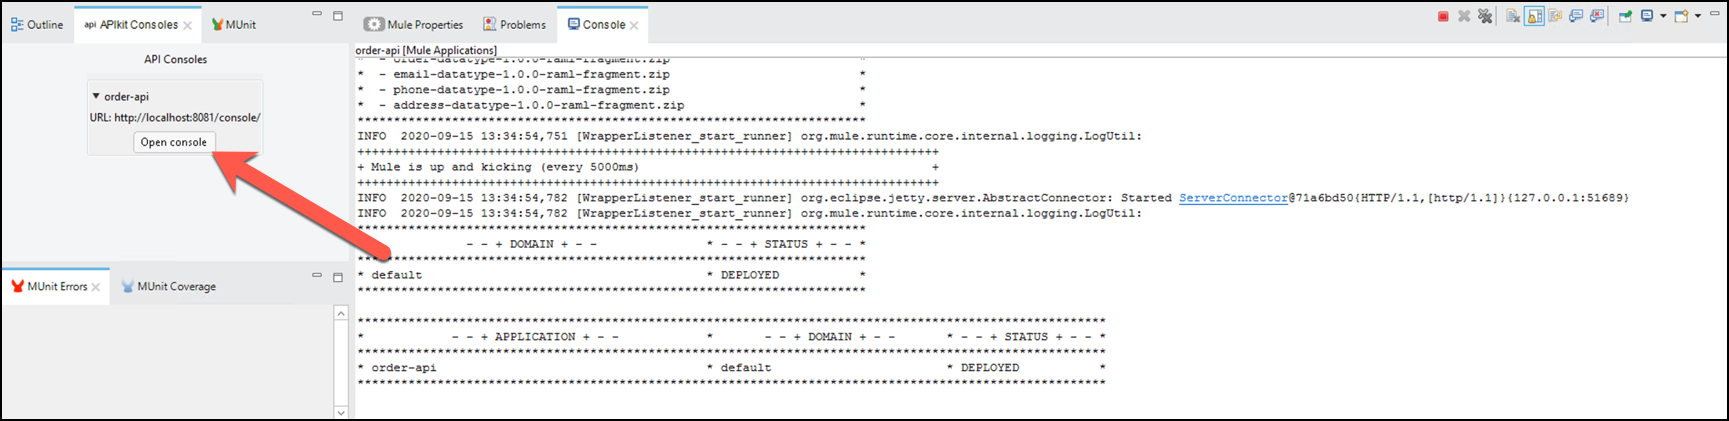 Outline
api APIkit Consoles
MUnit
API Consoles
order-api
URL: http://localhost:8081/console/
Open console
MUnit Errors
MUnit Coverage
Mule Properties
Problems
Console
order-api [Mule Applications]
*  - order-datatype-1.0.0-raml-fragment.zip                       *
*  - email-datatype-1.0.0-raml-fragment.zip                       *
*  - phone-datatype-1.0.0-raml-fragment.zip                       *
*  - address-datatype-1.0.0-raml-fragment.zip                     *
**********************************************************************
INFO  2020-09-15 13:34:54,751 [WrapperListener_start_runner] org.mule.runtime.core.internal.logging.LogUtil:
++++++++++++++++++++++++++++++++++++++++++++++++++++++++++++++++++++++++++++++++
+ Mule is up and kicking (every 5000ms)                                        +
++++++++++++++++++++++++++++++++++++++++++++++++++++++++++++++++++++++++++++++++
INFO  2020-09-15 13:34:54,782 [WrapperListener_start_runner] org.eclipse.jetty.server.AbstractConnector: Started ServerConnector@71a6bd50{HTTP/1.1,[http/1.1]}{127.0.0.1:51689}
INFO  2020-09-15 13:34:54,782 [WrapperListener_start_runner] org.mule.runtime.core.internal.logging.LogUtil:
**********************************************************************
- - + DOMAIN + - -               * - - + STATUS + - - *
**********************************************************************
* default                                       * DEPLOYED           *
**********************************************************************
*******************************************************************************************************
*            - - + APPLICATION + - -            *       - - + DOMAIN + - -       * - - + STATUS + - - *
*******************************************************************************************************
* order-api                                     * default                        * DEPLOYED           *
*******************************************************************************************************